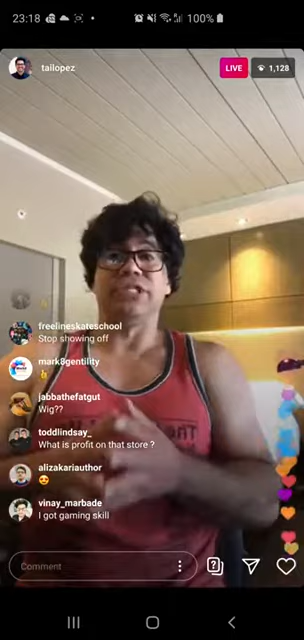 23:18
100%
tailopez
LIVE
1,128
freelineskateschool
Stop showing off
mark8gentility
jabbathefatgut
Wig??
toddlindsay_
What is profit on that store ?
alizakariauthor
vinay_marbade
I got gaming skill
Comment